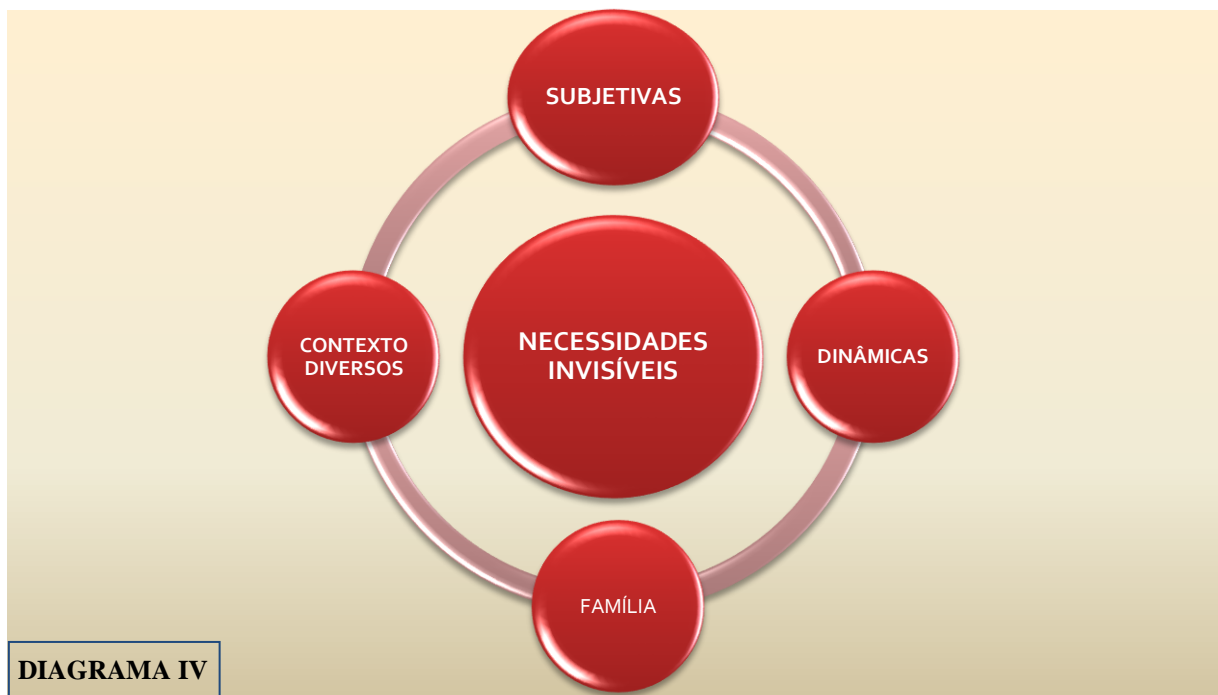 SUBJETIVAS
NECESSIDADES
INVISÍVEIS
CONTEXTO
DIVERSOS
DINÂMICAS
FAMÍLIA
DIAGRAMA IV